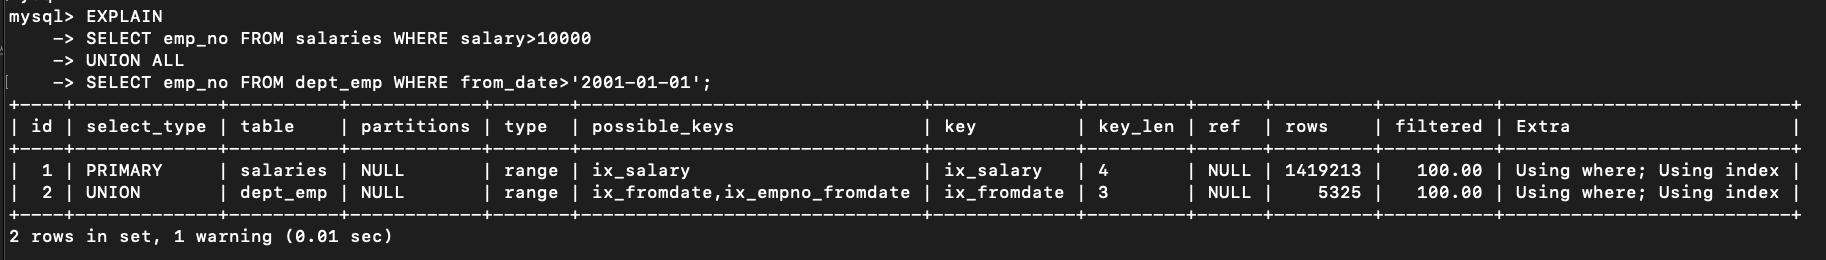 mysql> EXPLAIN
    -> SELECT emp_no FROM salaries WHERE salary>10000
    -> UNION ALL
    -> SELECT emp_no FROM dept_emp WHERE from_date>'2001-01-01';
+----+-------------+-----------+------------+-------+--------------------------------+-------------+---------+------+---------+----------+--------------------------+
| id | select_type | table     | partitions | type  | possible_keys                  | key         | key_len | ref  | rows    | filtered | Extra                    |
+----+-------------+-----------+------------+-------+--------------------------------+-------------+---------+------+---------+----------+--------------------------+
|  1 | PRIMARY     | salaries  | NULL       | range | ix_salary                      | ix_salary   | 4       | NULL | 1419213 |   100.00 | Using where; Using index |
|  2 | UNION       | dept_emp  | NULL       | range | ix_fromdate,ix_empno_fromdate  | ix_fromdate | 3       | NULL |    5325 |   100.00 | Using where; Using index |
+----+-------------+-----------+------------+-------+--------------------------------+-------------+---------+------+---------+----------+--------------------------+
2 rows in set, 1 warning (0.01 sec)